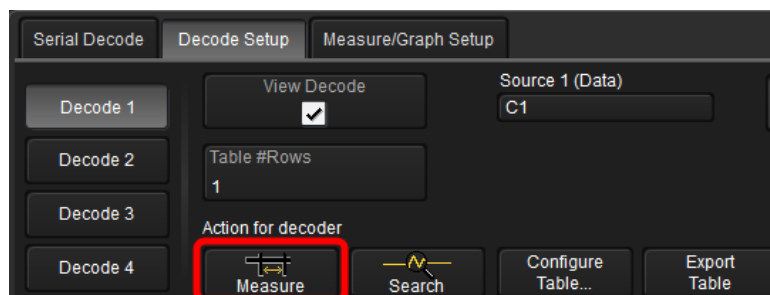 Serial Decode
Decode Setup
Measure/Graph Setup
Decode 1
View Decode
Source 1 (Data)
C1
Decode 2
Table #Rows
1
Decode 3
Action for decoder
Decode 4
Measure
Search
Configure
Table...
Export
Table